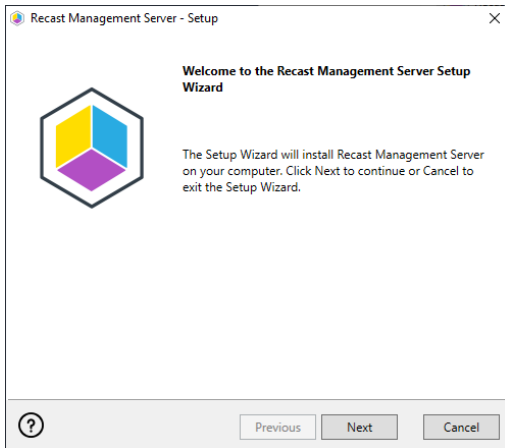 Recast Management Server - Setup
Welcome to the Recast Management Server Setup
Wizard
The Setup Wizard will install Recast Management Server
on your computer. Click Next to continue or Cancel to
exit the Setup Wizard.
?
Previous
Next
Cancel